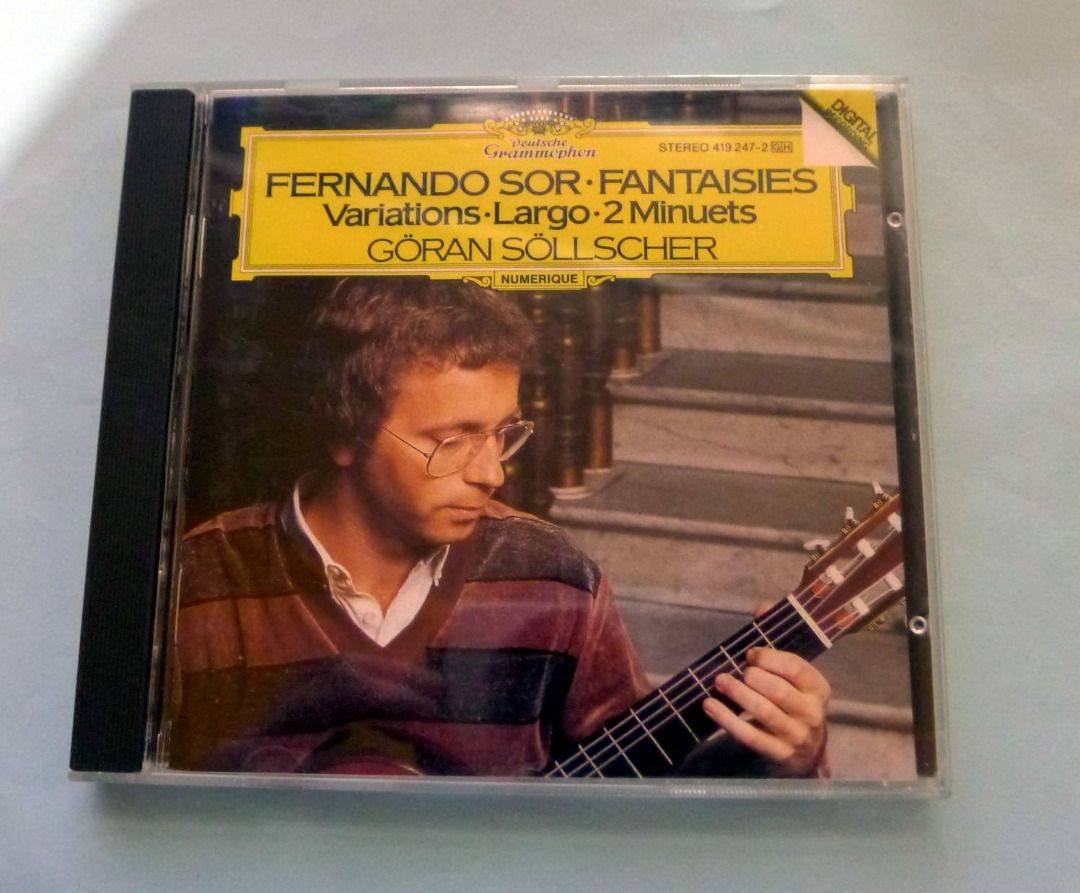 Deutsche
Grammophon
STEREO 419 247-2 GH
DIGITAL
FERNANDO SOR · FANTAISIES
Variations · Largo · 2 Minuets
GÖRAN SÖLLSCHER
NUMERIQUE